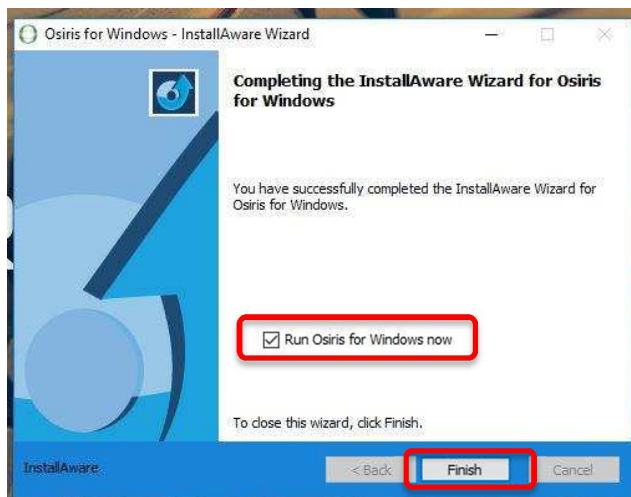 Osiris for Windows - InstallAware Wizard
Completing the InstallAware Wizard for Osiris
for Windows
You have successfully completed the InstallAware Wizard for
Osiris for Windows.
Run Osiris for Windows now
To close this wizard, click Finish.
InstallAware
< Back
Finish
Cancel